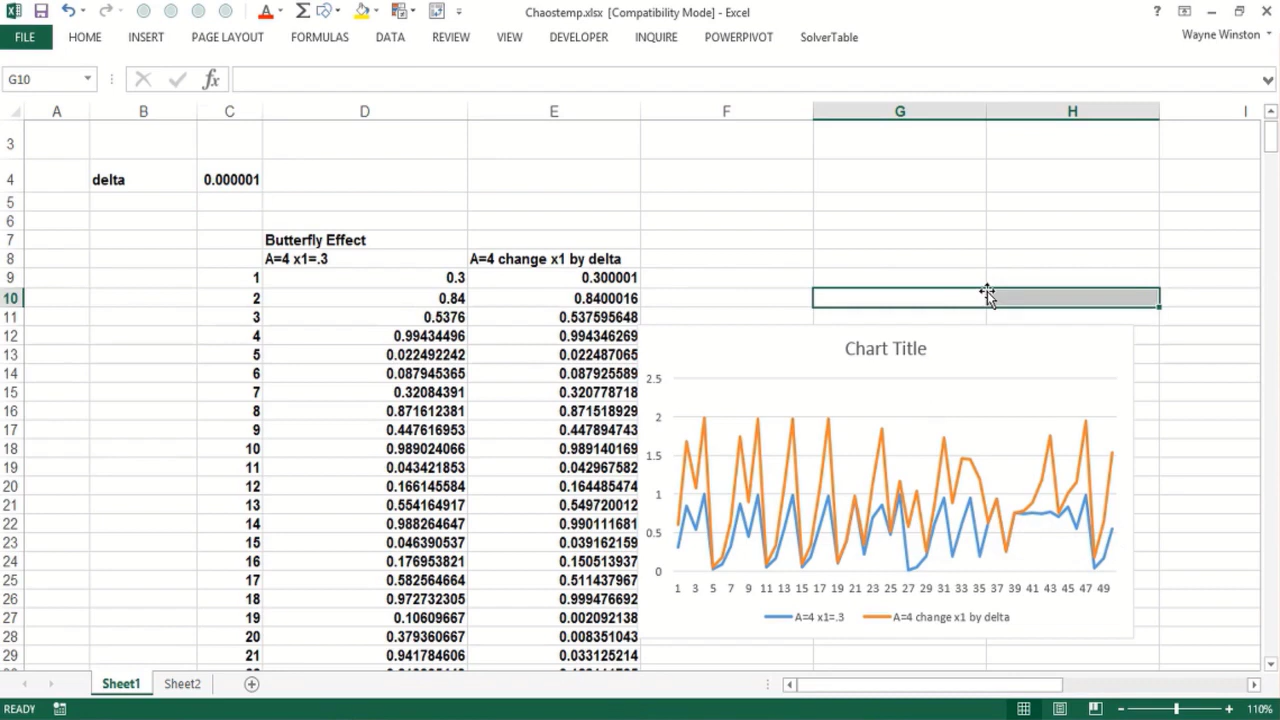 Chaostemp.xlsx [Compatibility Mode] - Excel
?
FILE HOME INSERT PAGE LAYOUT FORMULAS DATA REVIEW VIEW DEVELOPER INQUIRE POWERPIVOT SolverTable Wayne Winston
G10 fx
A B C D E F G H I
3
4 delta 0.000001
5
6
7 Butterfly Effect
8 A=4 x1=.3 A=4 change x1 by delta
9 1 0.3 0.300001
10 2 0.84 0.8400016
11 3 0.5376 0.537595648
12 4 0.99434496 0.994346269
13 5 0.022492242 0.022487065
14 6 0.087945365 0.087925589
15 7 0.32084391 0.320778718
16 8 0.871612381 0.871518929
17 9 0.447616953 0.447894743
18 10 0.989024066 0.989140169
19 11 0.043421853 0.042967582
20 12 0.166145584 0.164485474
21 13 0.554164917 0.549720012
22 14 0.988264647 0.990111681
23 15 0.046390537 0.039162159
24 16 0.176953821 0.150513937
25 17 0.582564664 0.511437967
26 18 0.972732305 0.999476692
27 19 0.10609667 0.002092138
28 20 0.379360667 0.008351043
29 21 0.941784606 0.033125214
Chart Title
2.5
2
1.5
1
0.5
0
1 3 5 7 9 11 13 15 17 19 21 23 25 27 29 31 33 35 37 39 41 43 45 47 49
A=4 x1=.3 A=4 change x1 by delta
Sheet1 Sheet2
READY 110%